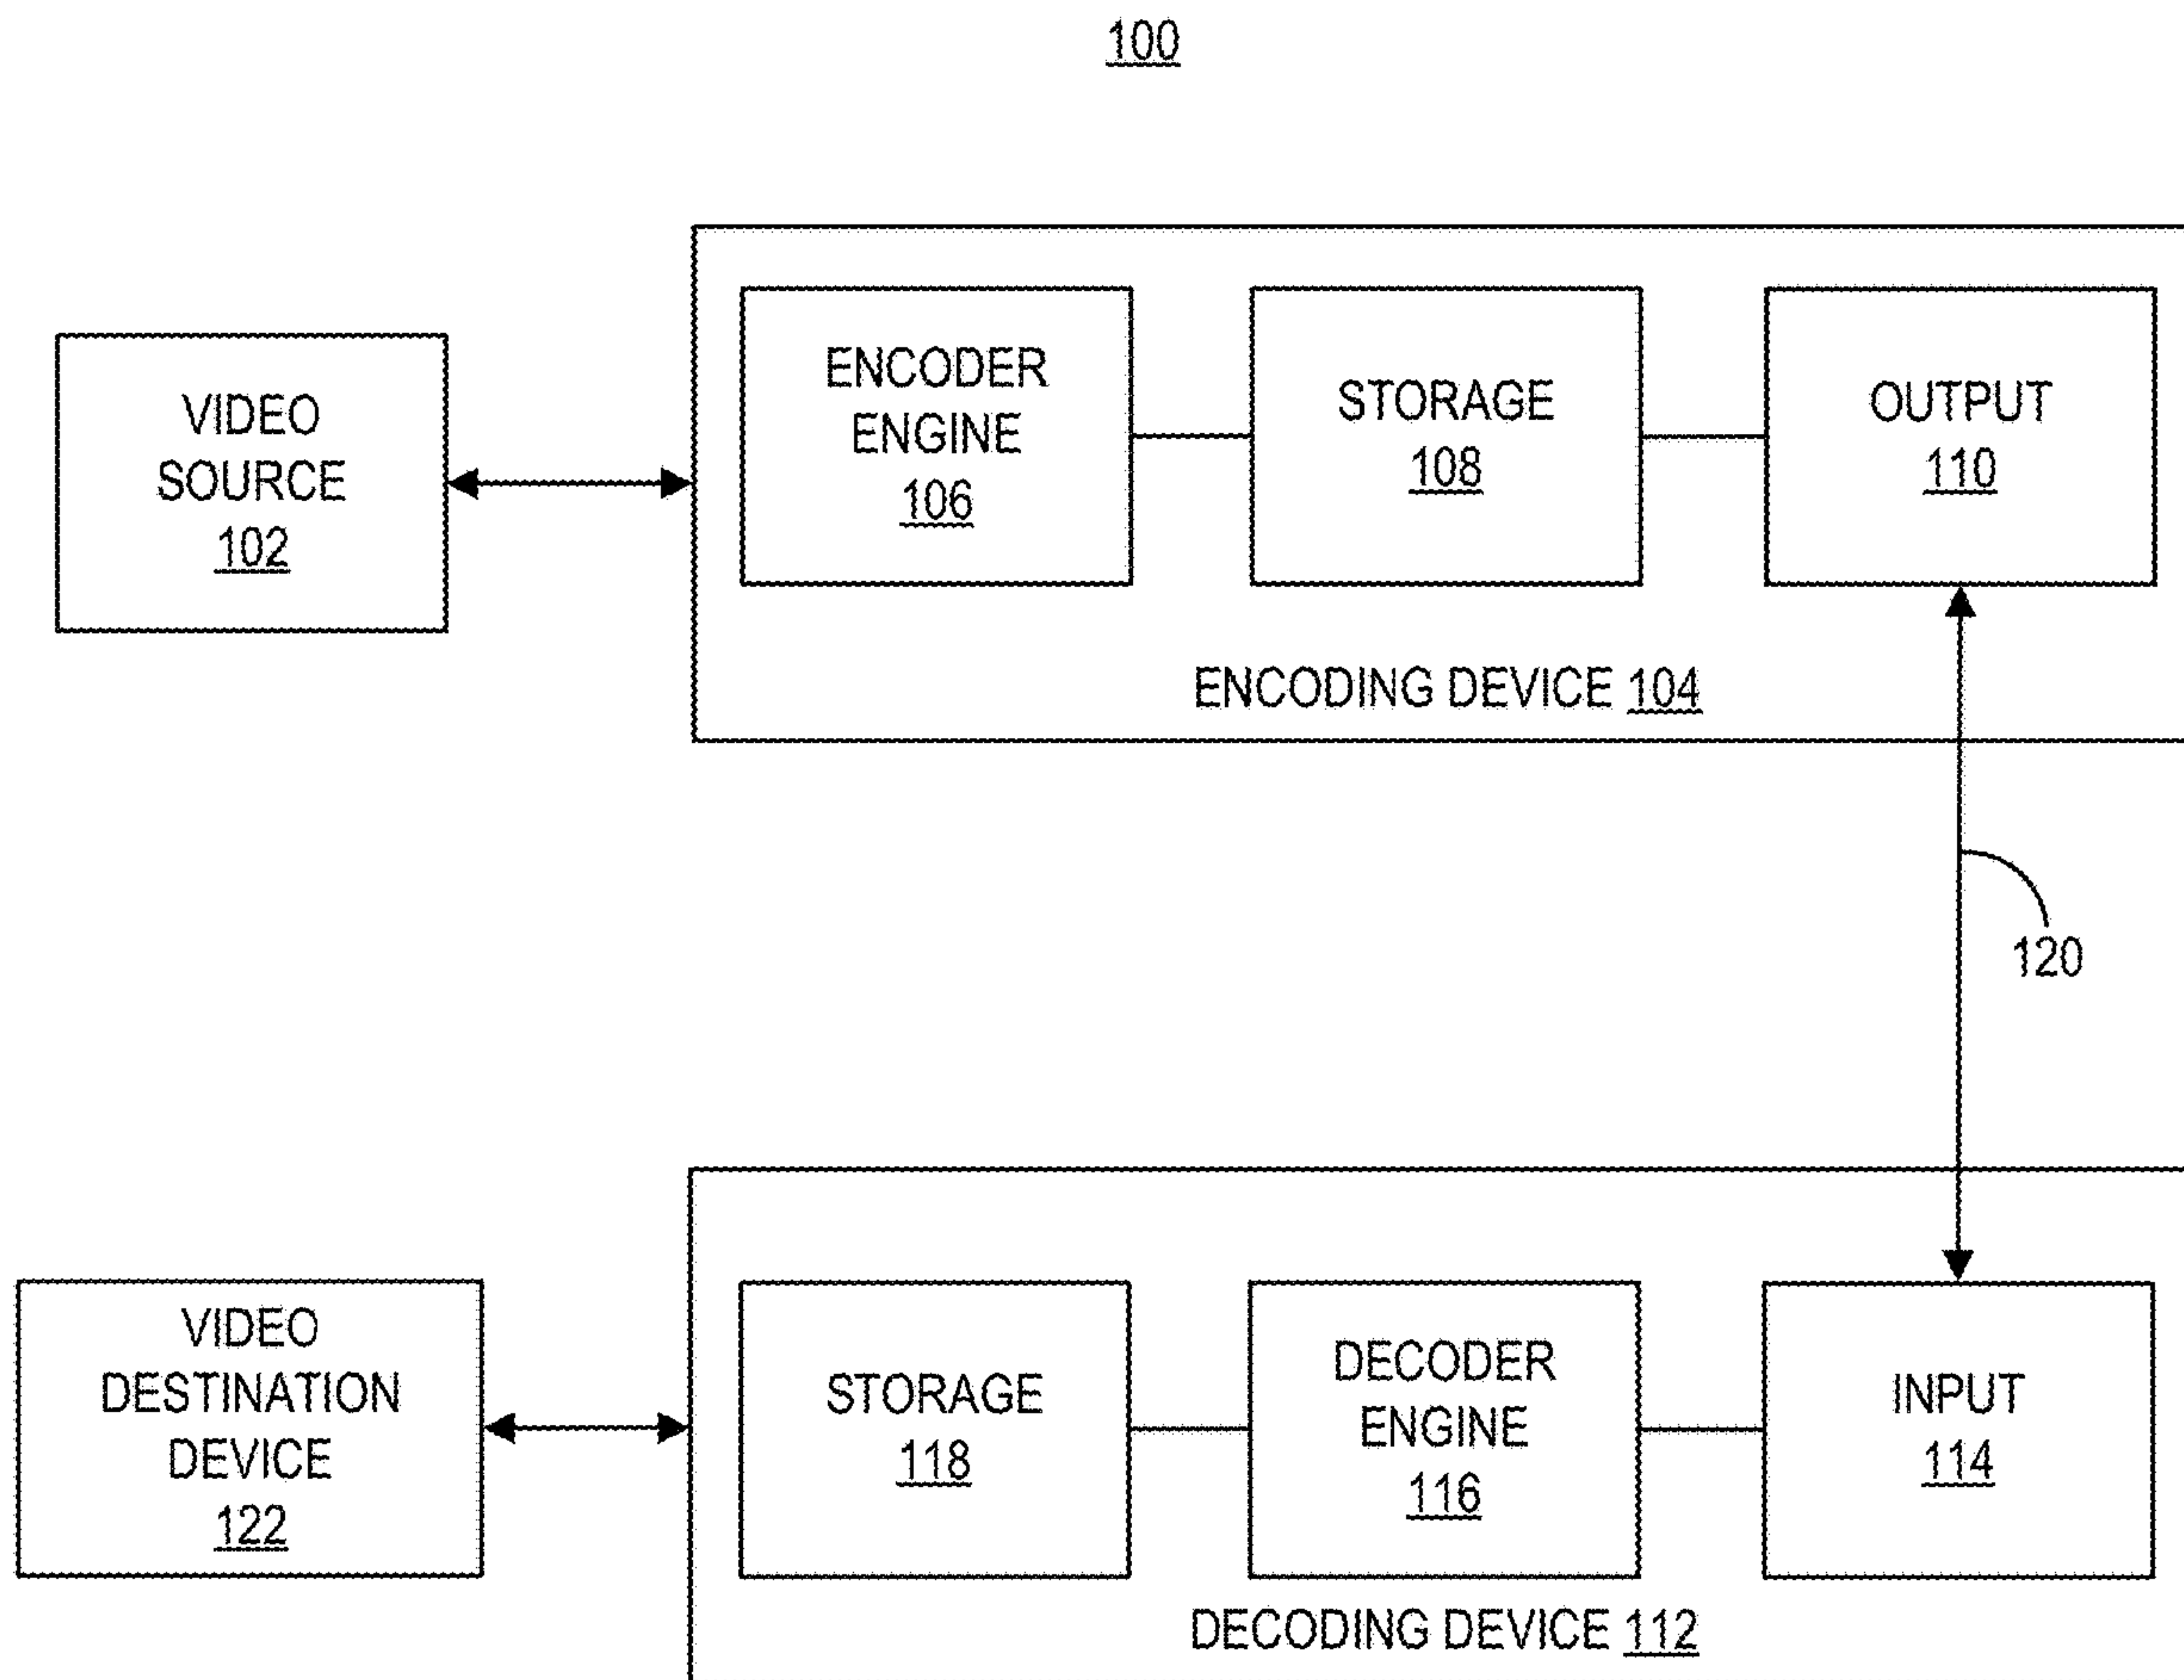 100
VIDEO
SOURCE
102
ENCODER
ENGINE
106
STORAGE
108
OUTPUT
110
ENCODING DEVICE 104
120
VIDEO
DESTINATION
DEVICE
122
STORAGE
118
DECODER
ENGINE
116
INPUT
114
DECODING DEVICE 112